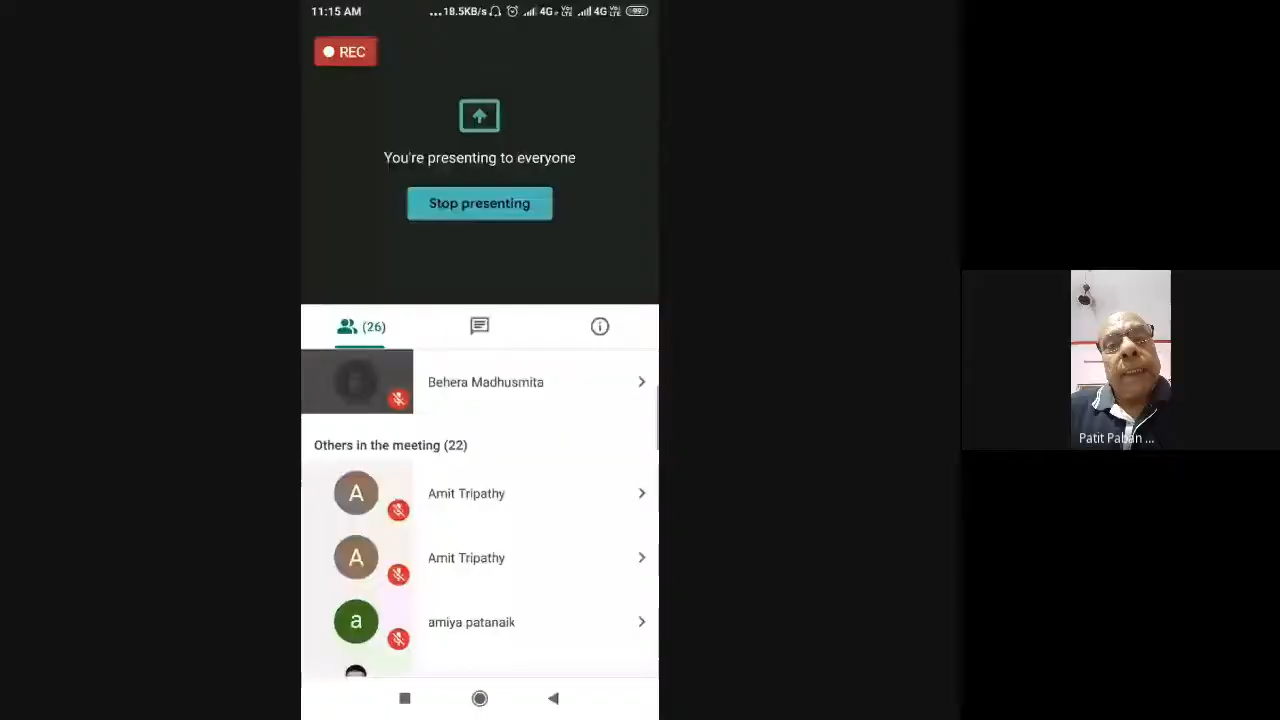 11:15 AM
...18.5KB/s 4G 4G 99
REC
You're presenting to everyone
Stop presenting
(26)
Behera Madhusmita
Others in the meeting (22)
A
Amit Tripathy
A
Amit Tripathy
a
amiya patanaik
Patit Paban ...